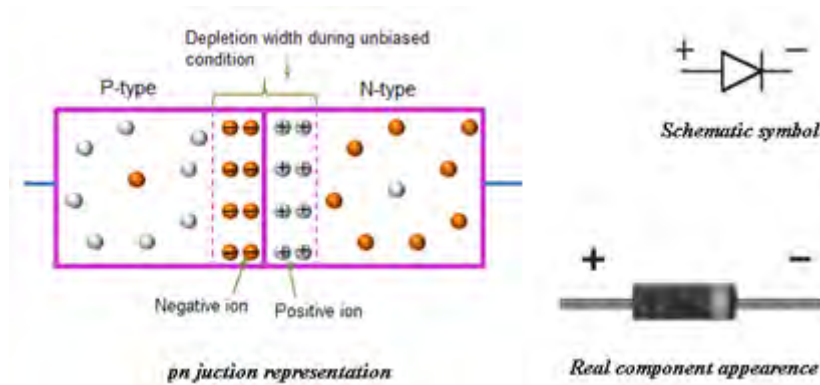 Depletion width during unbiased
condition
P-type
N-type
Negative ion
Positive ion
pn juction representation
+
−
Schematic symbol
+
−
Real component appearence